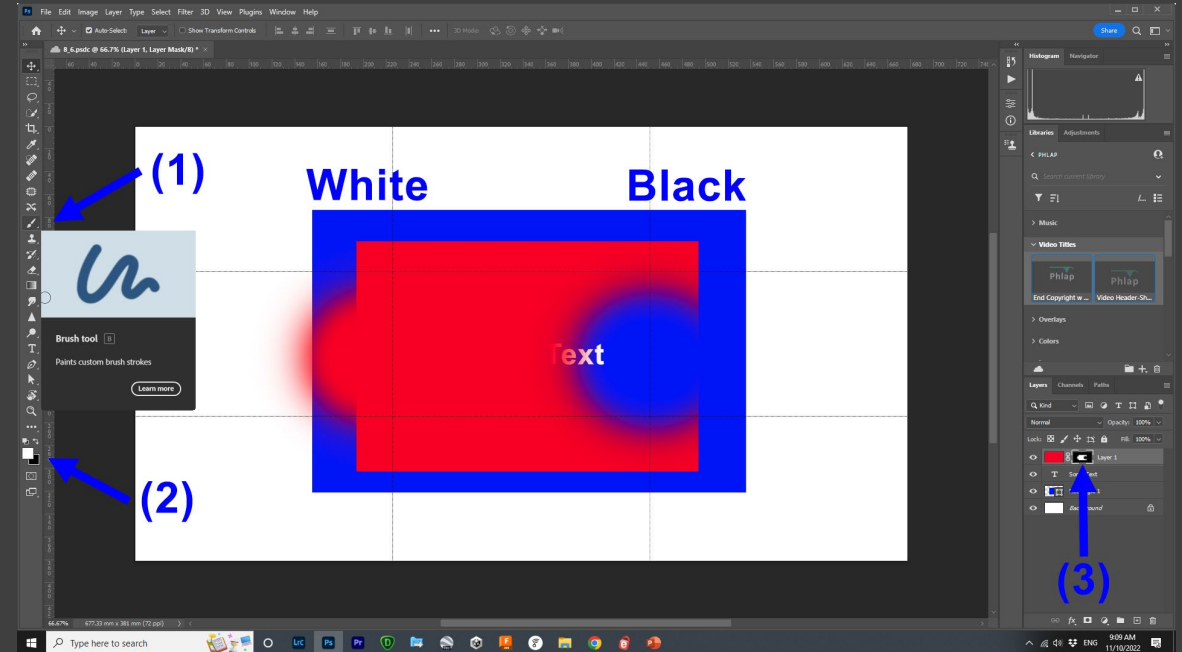 Ps File Edit Image Layer Type Select Filter 3D View Plugins Window Help
Auto-Select: Layer Show Transform Controls ••• 3D Mode: Share
8_6.psdc @ 66.7% (Layer 1, Layer Mask/8) * ×
Histogram Navigator
Libraries Adjustments
PHLAP
Search current library
Music
Video Titles
Phlap Phlap
End Copyright w ... Video Header-Sh...
Overlays
Colors
(1)
White Black
Text
Brush tool B
Paints custom brush strokes
Learn more
(2)
Layers Channels Paths
Kind
Normal Opacity: 100%
Lock: Fill: 100%
Layer 1
T
Background
(3)
66.67% 677.33 mm x 381 mm (72 ppi)
Type here to search
Lrc Ps Pr
ENG 9:09 AM
11/10/2022